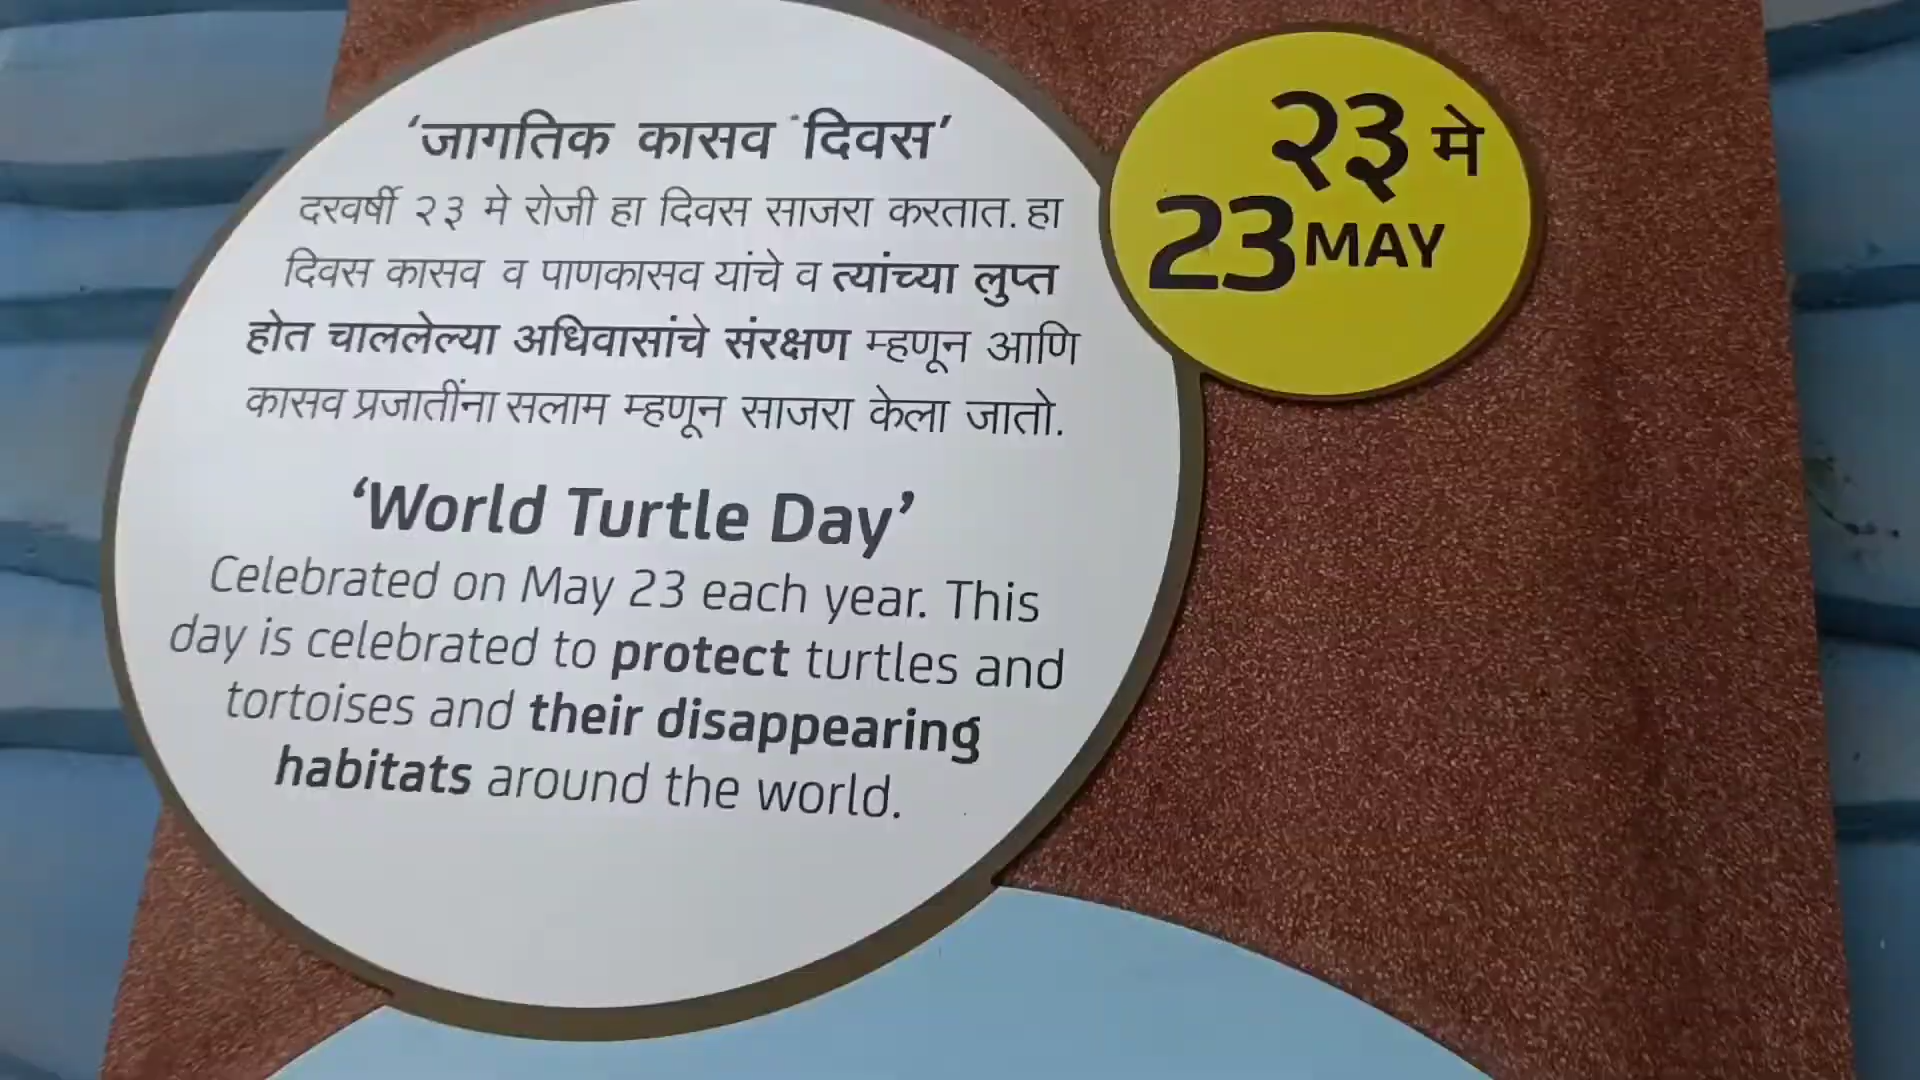 ‘जागतिक कासव दिवस’
दरवर्षी २३ मे रोजी हा दिवस साजरा करतात. हा
दिवस कासव व पाणकासव यांचे व त्यांच्या लुप्त
होत चाललेल्या अधिवासांचे संरक्षण म्हणून आणि
कासव प्रजातींना सलाम म्हणून साजरा केला जातो.
‘World Turtle Day’
Celebrated on May 23 each year. This
day is celebrated to protect turtles and
tortoises and their disappearing
habitats around the world.
२३ मे
23 MAY